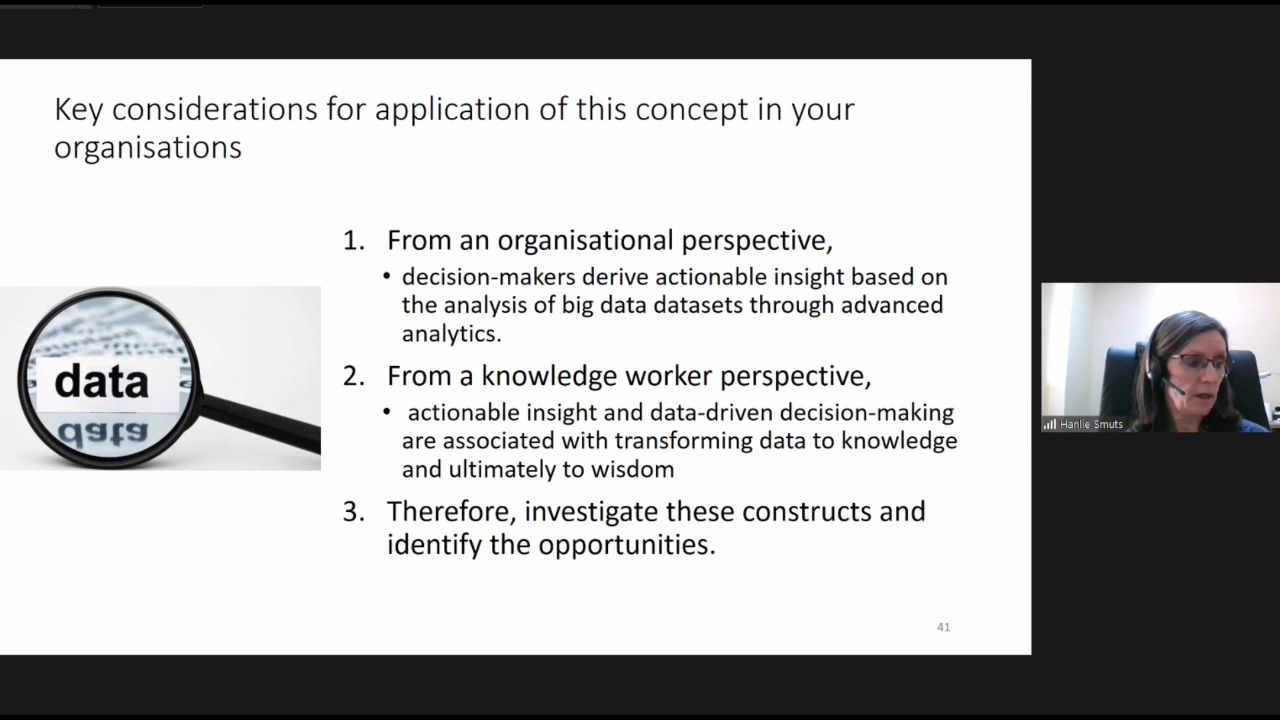 Key considerations for application of this concept in your
organisations
1. From an organisational perspective,
• decision-makers derive actionable insight based on
the analysis of big data datasets through advanced
analytics.
2. From a knowledge worker perspective,
• actionable insight and data-driven decision-making
are associated with transforming data to knowledge
and ultimately to wisdom
3. Therefore, investigate these constructs and
identify the opportunities.
data
data
41
Hanlie Smuts